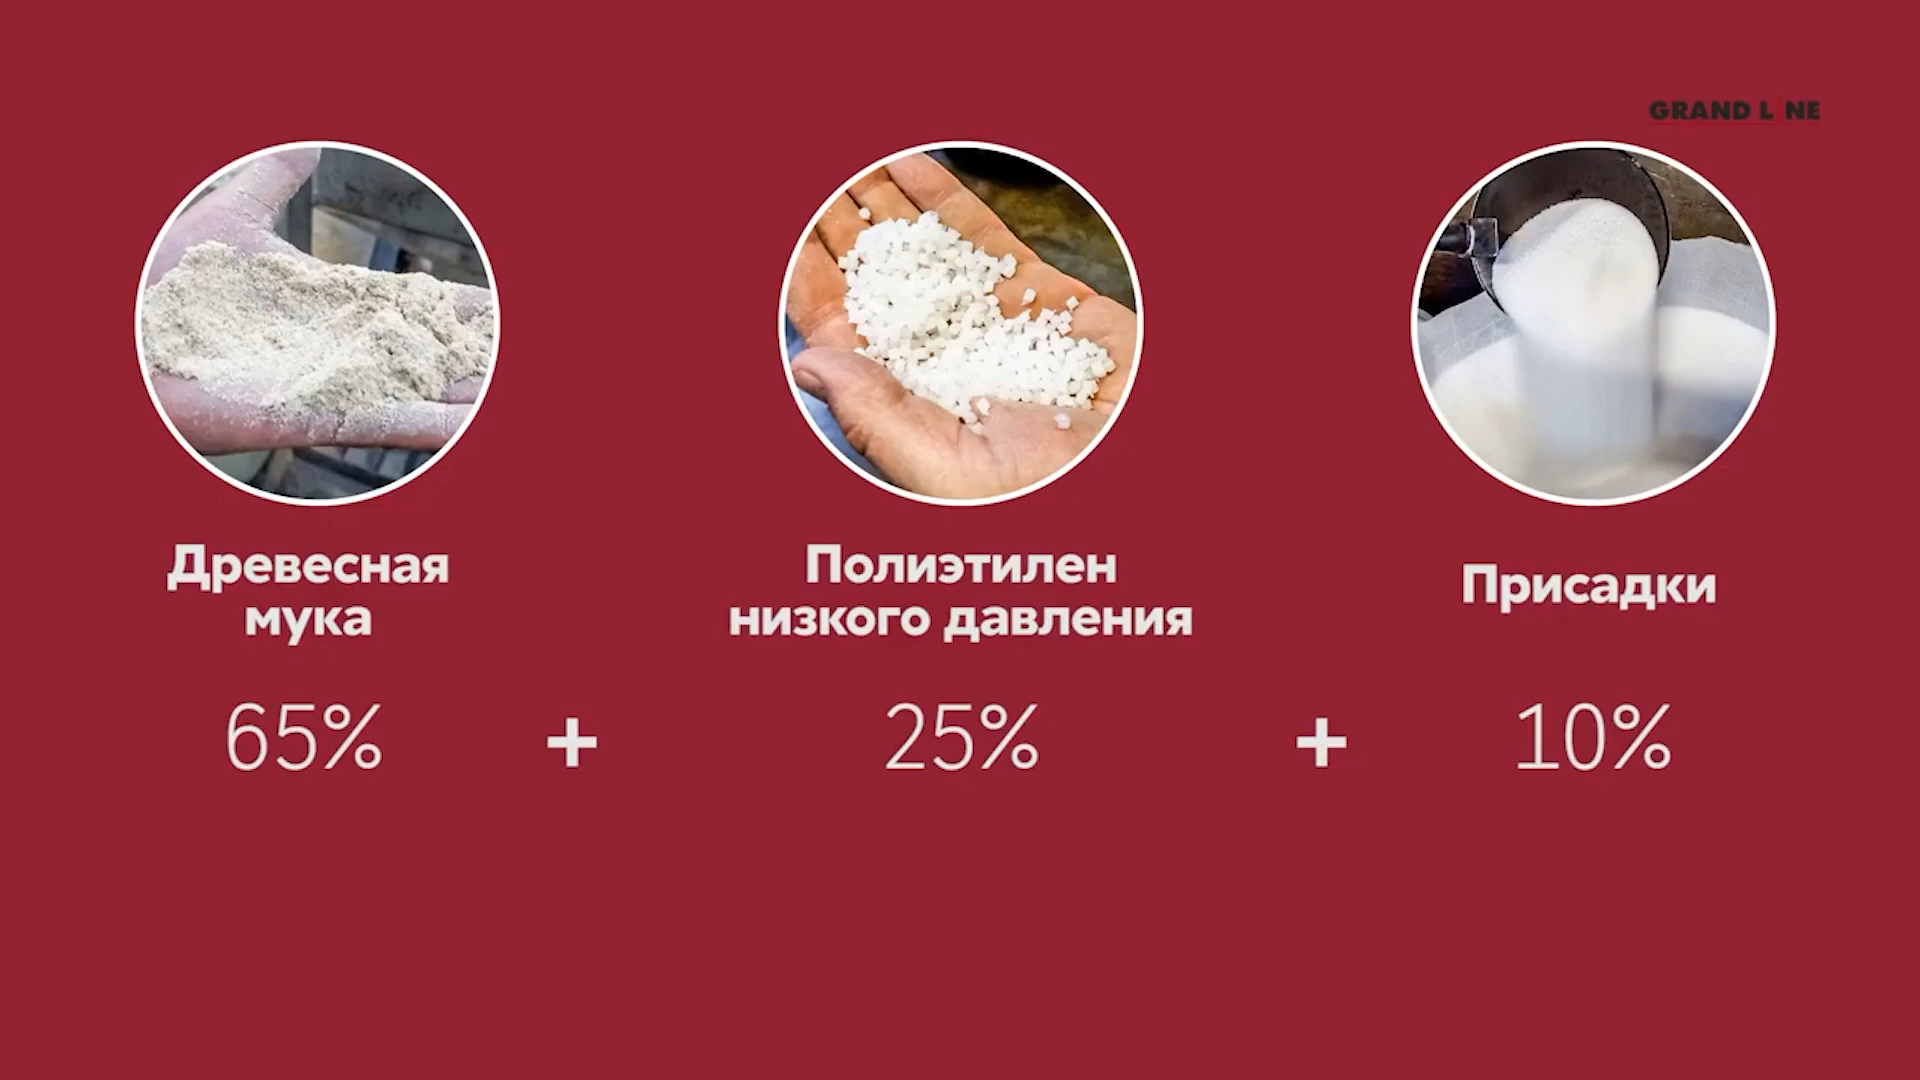 GRAND LINE
Древесная
мука
Полиэтилен
низкого давления
Присадки
65% + 25% + 10%